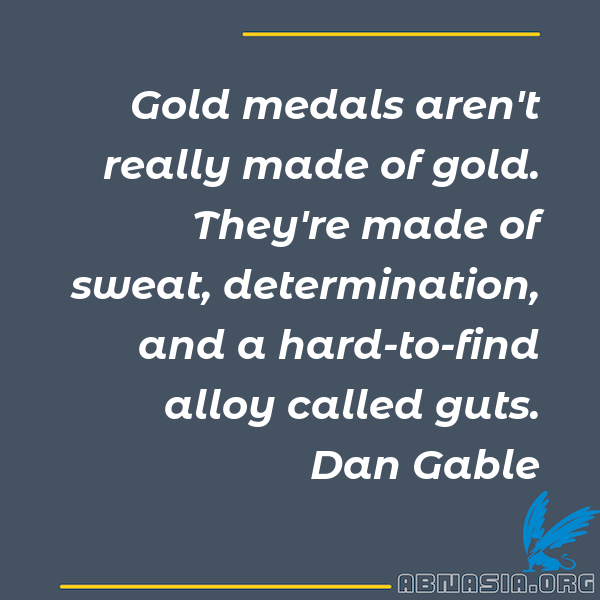 Gold medals aren't
really made of gold.
They're made of
sweat, determination,
and a hard-to-find
alloy called guts.
Dan Gable
ABNASIA.ORG